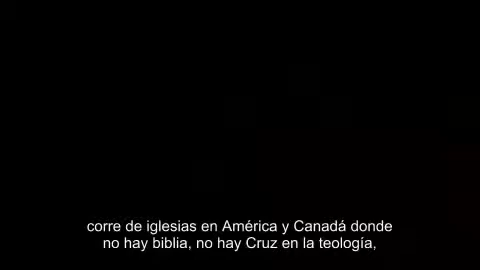 corre de iglesias en América y Canadá donde
no hay biblia, no hay Cruz en la teología,